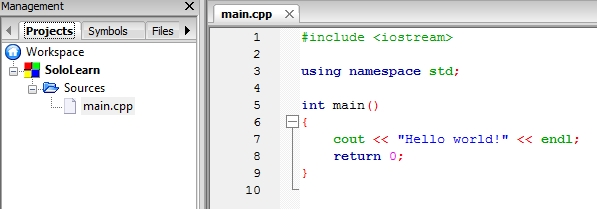 Management
Projects Symbols Files
Workspace
SoloLearn
Sources
main.cpp
main.cpp
1 #include <iostream>
2
3 using namespace std;
4
5 int main()
6 {
7 cout << "Hello world!" << endl;
8 return 0;
9 }
10